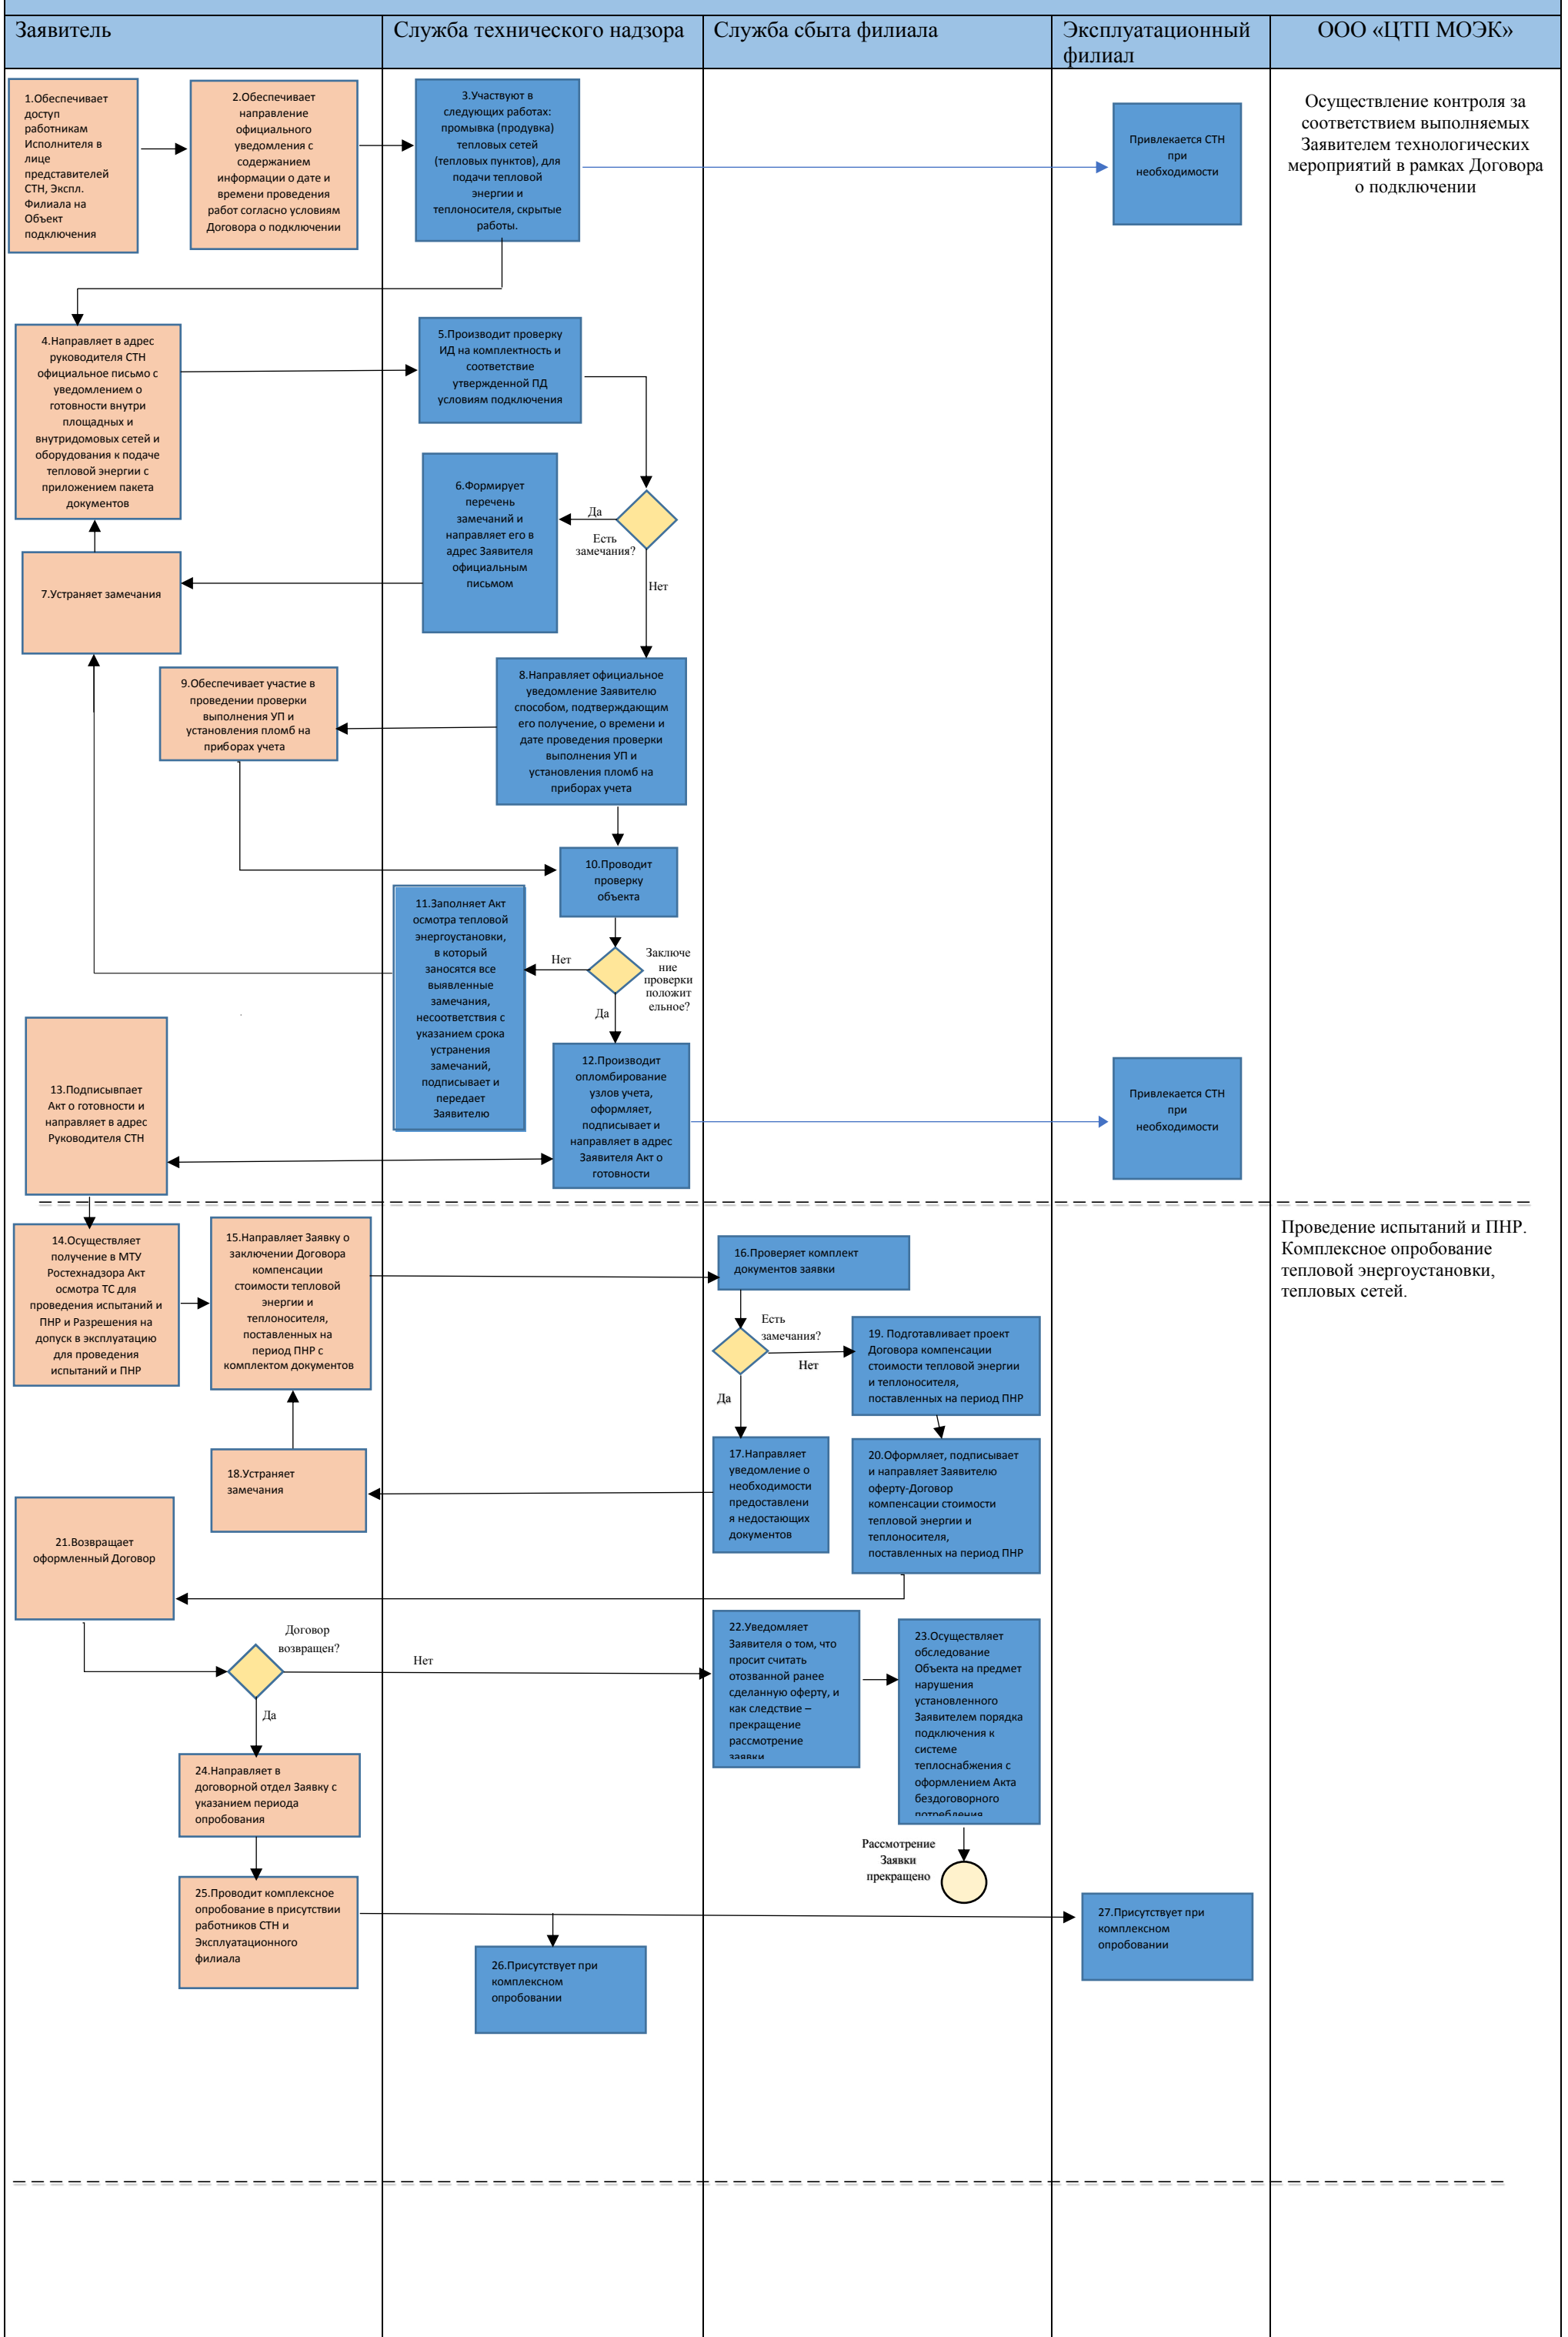 Заявитель
Служба технического надзора
Служба сбыта филиала
Эксплуатационный
филиал
ООО «ЦТП МОЭК»
1.Обеспечивает
доступ
работникам
Исполнителя в
лице
представителей
СТН, Экспл.
Филиала на
Объект
подключения
2.Обеспечивает
направление
официального
уведомления с
содержанием
информации о дате и
времени проведения
работ согласно условиям
Договора о подключении
3.Участвуют в
следующих работах:
промывка (продувка)
тепловых сетей
(тепловых пунктов), для
подачи тепловой
энергии и
теплоносителя, скрытые
работы.
Привлекается СТН
при
необходимости
Осуществление контроля за
соответствием выполняемых
Заявителем технологических
мероприятий в рамках Договора
о подключении
4.Направляет в адрес
руководителя СТН
официальное письмо с
уведомлением о
готовности внутри
площадных и
внутридомовых сетей и
оборудования к подаче
тепловой энергии с
приложением пакета
документов
5.Производит проверку
ИД на комплектность и
соответствие
утвержденной ПД
условиям подключения
6.Формирует
перечень
замечаний и
направляет его в
адрес Заявителя
официальным
письмом
Да
Есть
замечания?
Нет
7.Устраняет замечания
8.Направляет официальное
уведомление Заявителю
способом, подтверждающим
его получение, о времени и
дате проведения проверки
выполнения УП и
установления пломб на
приборах учета
9.Обеспечивает участие в
проведении проверки
выполнения УП и
установления пломб на
приборах учета
10.Проводит
проверку
объекта
11.Заполняет Акт
осмотра тепловой
энергоустановки,
в который
заносятся все
выявленные
замечания,
несоответствия с
указанием срока
устранения
замечаний,
подписывает и
передает
Заявителю
Нет
Заключе
ние
проверки
положит
ельное?
Да
12.Производит
опломбирование
узлов учета,
оформляет,
подписывает и
направляет в адрес
Заявителя Акт о
готовности
Привлекается СТН
при
необходимости
13.Подписывпает
Акт о готовности и
направляет в адрес
Руководителя СТН
14.Осуществляет
получение в МТУ
Ростехнадзора Акт
осмотра ТС для
проведения испытаний и
ПНР и Разрешения на
допуск в эксплуатацию
для проведения
испытаний и ПНР
15.Направляет Заявку о
заключении Договора
компенсации
стоимости тепловой
энергии и
теплоносителя,
поставленных на
период ПНР с
комплектом документов
16.Проверяет комплект
документов заявки
Проведение испытаний и ПНР.
Комплексное опробование
тепловой энергоустановки,
тепловых сетей.
Есть
замечания?
Нет
Да
19. Подготавливает проект
Договора компенсации
стоимости тепловой энергии
и теплоносителя,
поставленных на период ПНР
17.Направляет
уведомление о
необходимости
предоставлени
я недостающих
документов
18.Устраняет
замечания
20.Оформляет, подписывает
и направляет Заявителю
оферту-Договор
компенсации стоимости
тепловой энергии и
теплоносителя,
поставленных на период ПНР
21.Возвращает
оформленный Договор
Договор
возвращен?
Нет
Да
22.Уведомляет
Заявителя о том, что
просит считать
отозванной ранее
сделанную оферту, и
как следствие –
прекращение
рассмотрение
заявки
23.Осуществляет
обследование
Объекта на предмет
нарушения
установленного
Заявителем порядка
подключения к
системе
теплоснабжения с
оформлением Акта
бездоговорного
потребления
24.Направляет в
договорной отдел Заявку с
указанием периода
опробования
Рассмотрение
Заявки
прекращено
25.Проводит комплексное
опробование в присутствии
работников СТН и
Эксплуатационного
филиала
26.Присутствует при
комплексном
опробовании
27.Присутствует при
комплексном
опробовании